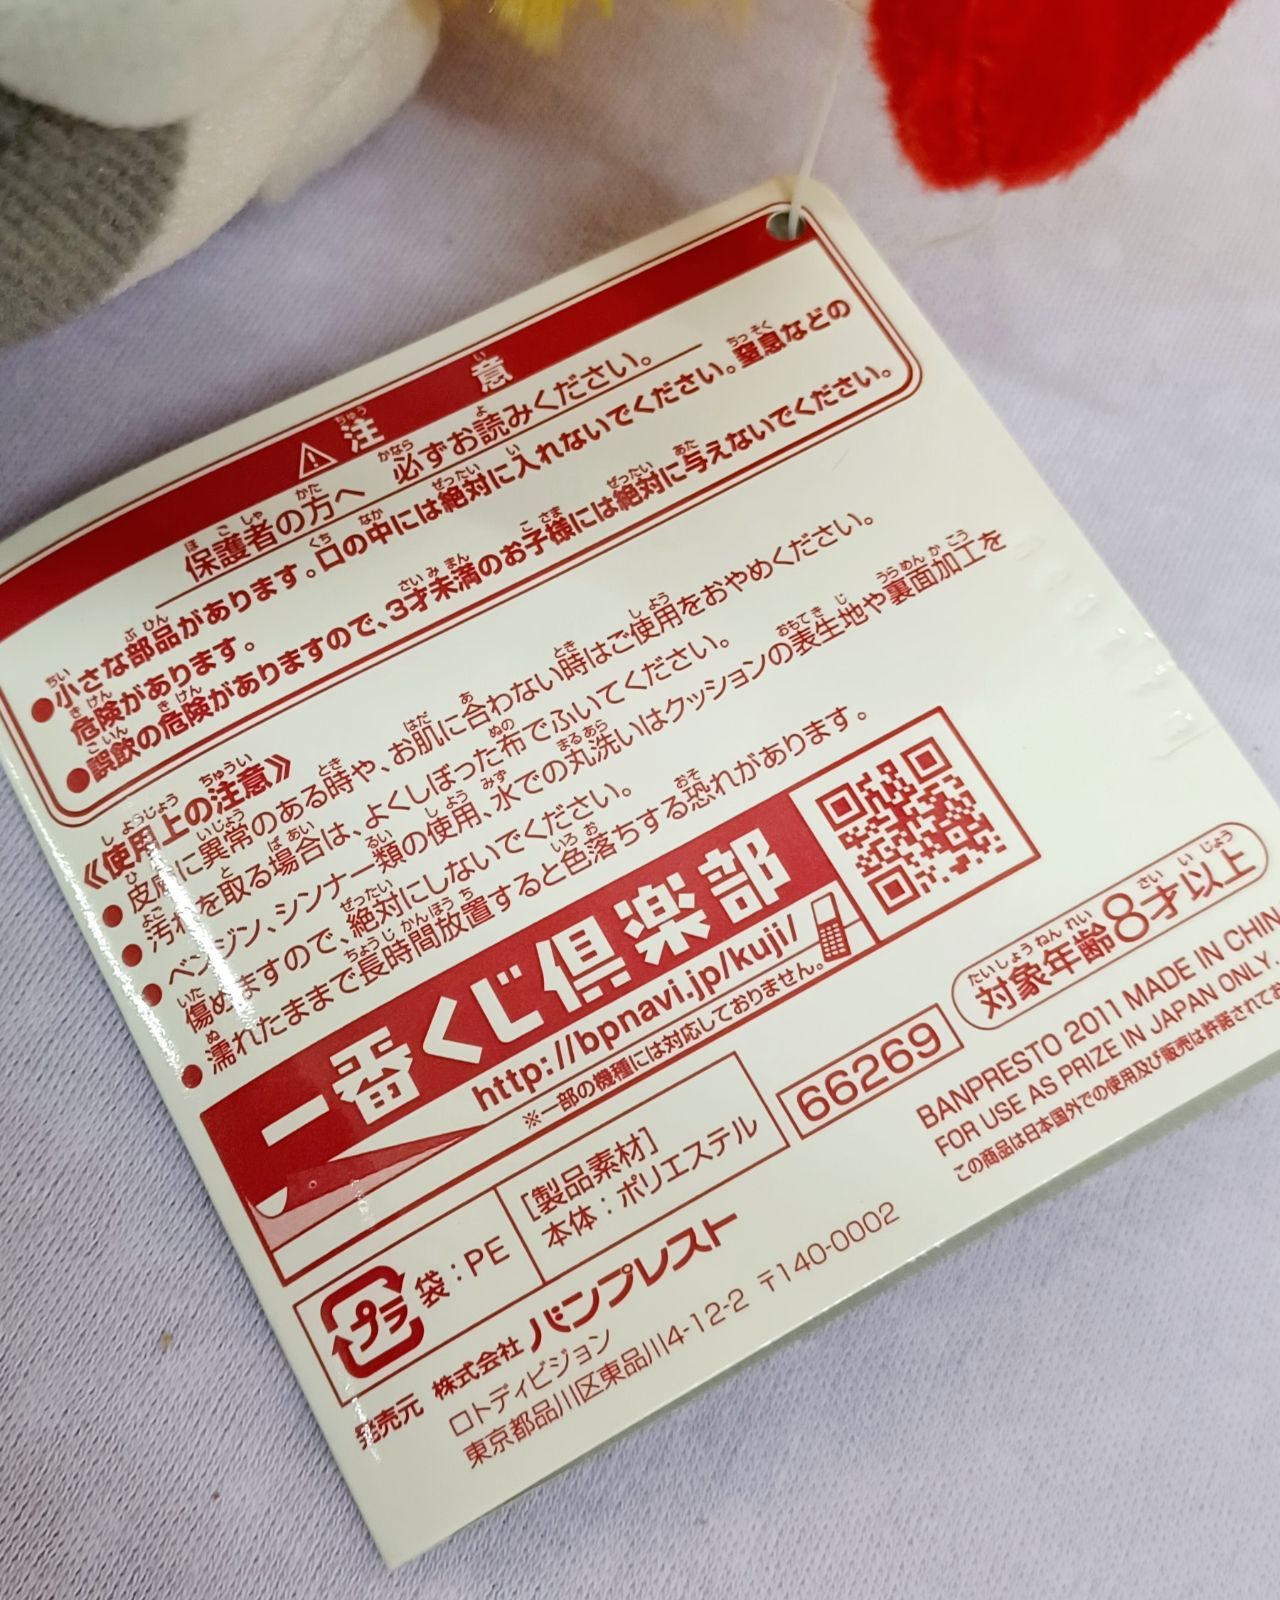 ⚠注意
保護者の方へ 必ずお読みください。
●小さな部品があります。口の中には絶対に入れないでください。窒息などの
危険があります。
●誤飲の危険がありますので、3才未満のお子様には絶対に与えないでください。
《使用上の注意》
●皮膚に異常のある時や、お肌に合わない時はご使用をおやめください。
●汚れを取る場合は、よくしぼった布でふいてください。
●ベンジン、シンナー類の使用、水での丸洗いはクッションの表生地や裏面加工を
傷めますので、絶対にしないでください。
●濡れたままで長時間放置すると色落ちする恐れがあります。
一番くじ倶楽部
http://bpnavi.jp/kuji/
※一部の機種には対応しておりません。
対象年齢8才以上
プラ 袋:PE
[製品素材]
本体:ポリエステル
66269
BANPRESTO 2011 MADE IN CHIN
FOR USE AS PRIZE IN JAPAN ONLY.
この商品は日本国外での使用及び販売は許諾されてお
発売元 株式会社 バンプレスト
ロトディビジョン
東京都品川区東品川4-12-2 〒140-0002